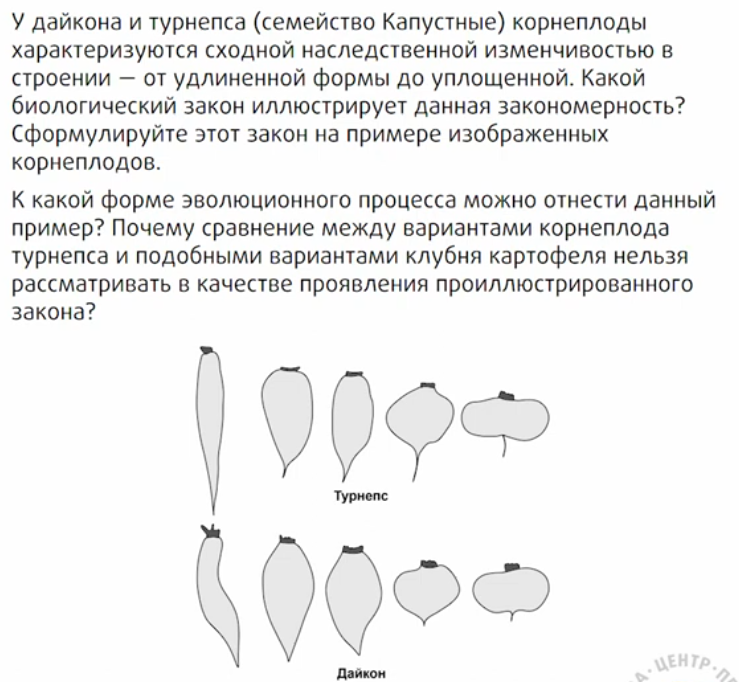 У дайкона и турнепса (семейство Капустные) корнеплоды
характеризуются сходной наследственной изменчивостью в
строении — от удлиненной формы до уплощенной. Какой
биологический закон иллюстрирует данная закономерность?
Сформулируйте этот закон на примере изображенных
корнеплодов.
К какой форме эволюционного процесса можно отнести данный
пример? Почему сравнение между вариантами корнеплода
турнепса и подобными вариантами клубня картофеля нельзя
рассматривать в качестве проявления проиллюстрированного
закона?
Турнепс
Дайкон
ЦЕНТР